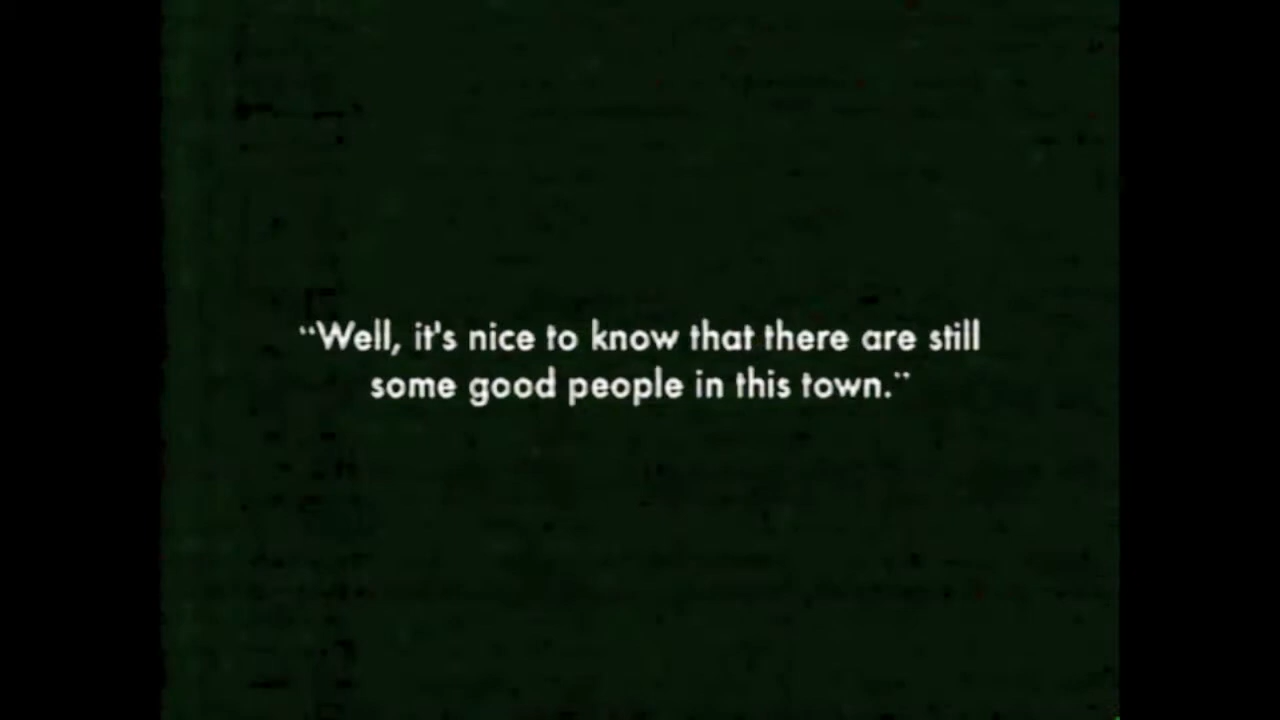 “Well, it's nice to know that there are still
some good people in this town.”